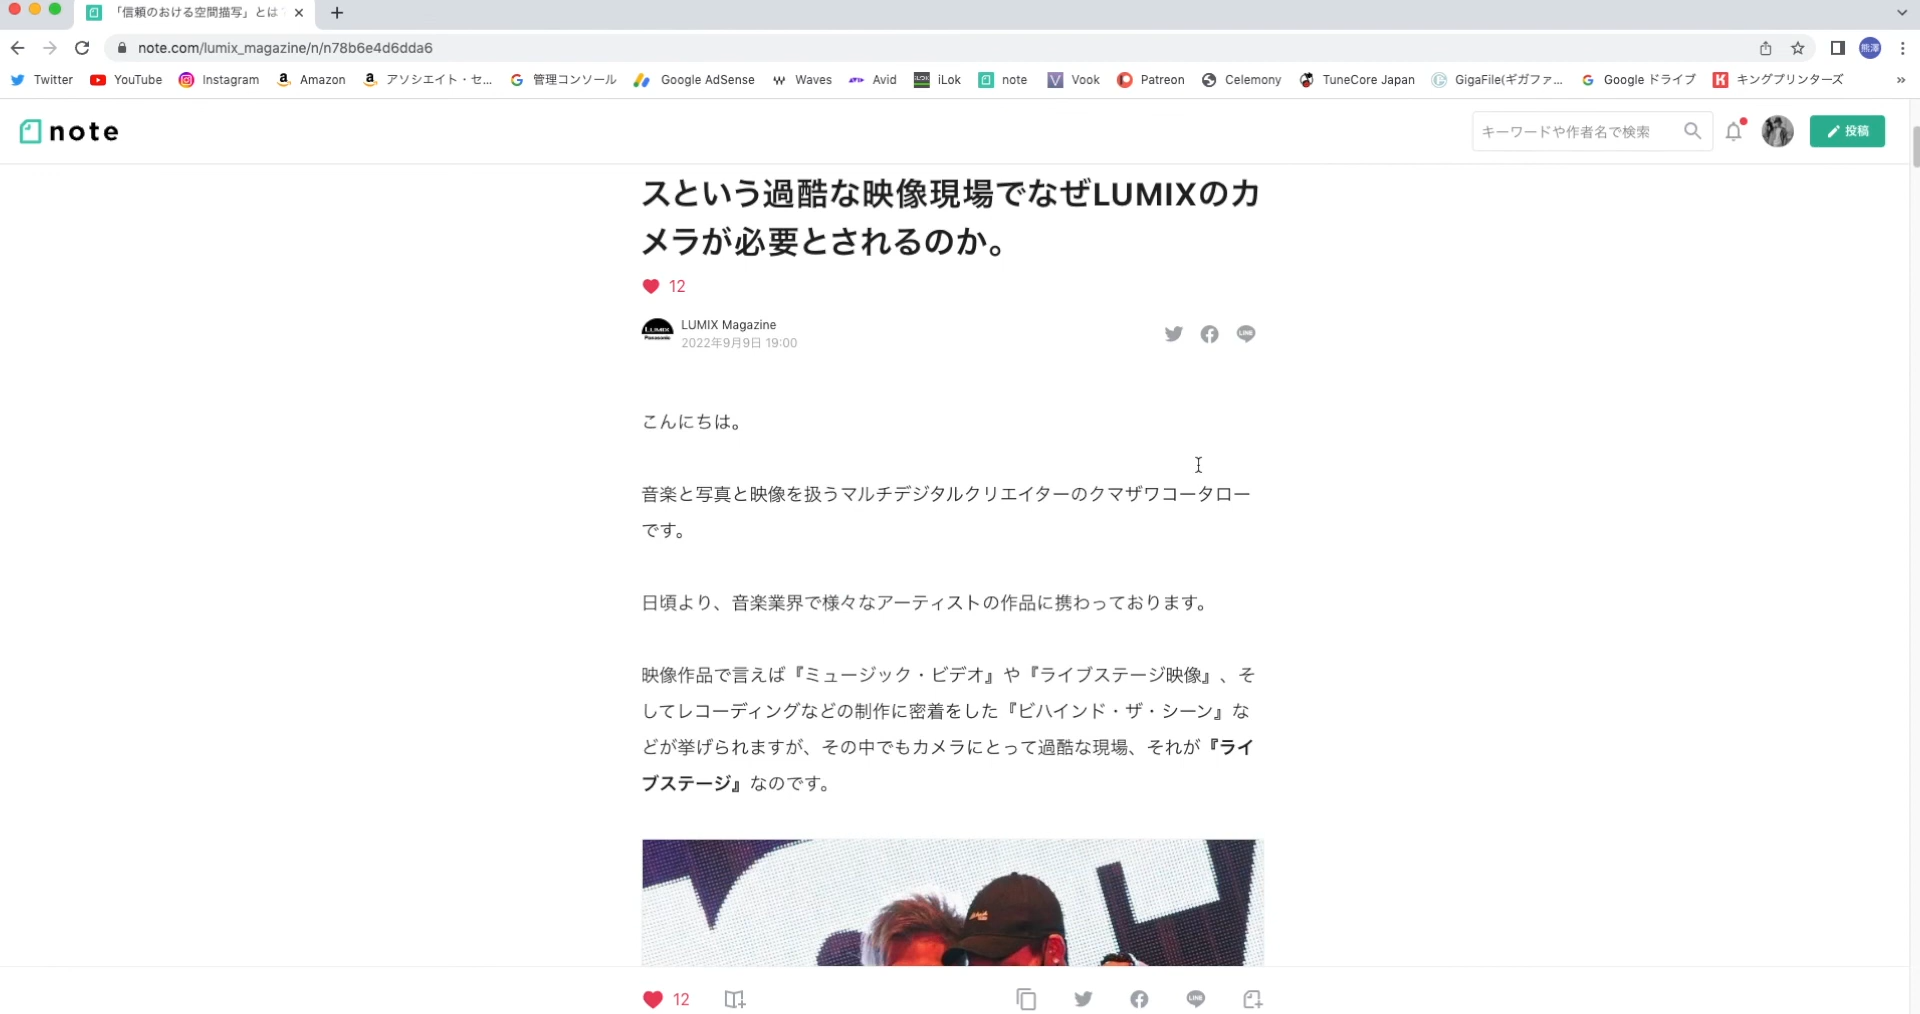 「信頼のおける空間描写」とは
note.com/lumix_magazine/n/n78b6e4d6dda6
熊澤
Twitter YouTube Instagram Amazon アソシエイト・セ... 管理コンソール Google AdSense Waves Avid iLok note Vook Patreon Celemony TuneCore Japan GigaFile(ギガファ... Google ドライブ キングプリンターズ »
note
キーワードや作者名で検索
投稿
スという過酷な映像現場でなぜLUMIXのカ
メラが必要とされるのか。
12
LUMIX Magazine
2022年9月9日 19:00
こんにちは。
音楽と写真と映像を扱うマルチデジタルクリエイターのクマザワコータロー
です。
日頃より、音楽業界で様々なアーティストの作品に携わっております。
映像作品で言えば『ミュージック・ビデオ』や『ライブステージ映像』、そ
してレコーディングなどの制作に密着をした『ビハインド・ザ・シーン』な
どが挙げられますが、その中でもカメラにとって過酷な現場、それが『ライ
ブステージ』なのです。
12